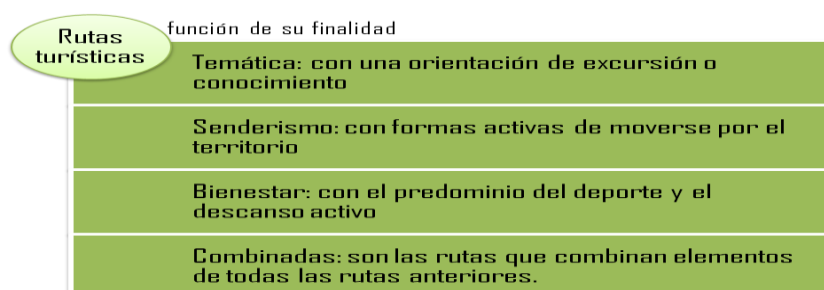 Rutas
turísticas
función de su finalidad
Temática: con una orientación de excursión o
conocimiento
Senderismo: con formas activas de moverse por el
territorio
Bienestar: con el predominio del deporte y el
descanso activo
Combinadas: son las rutas que combinan elementos
de todas las rutas anteriores.